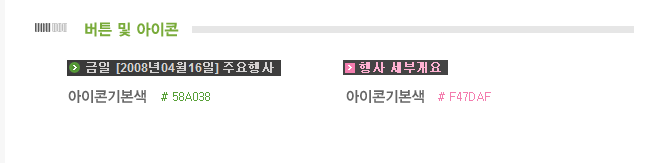 버튼 및 아이콘
금일 [2008년04월16일] 주요행사
행사 세부개요
아이콘기본색 # 58A038
아이콘기본색 # F47DAF